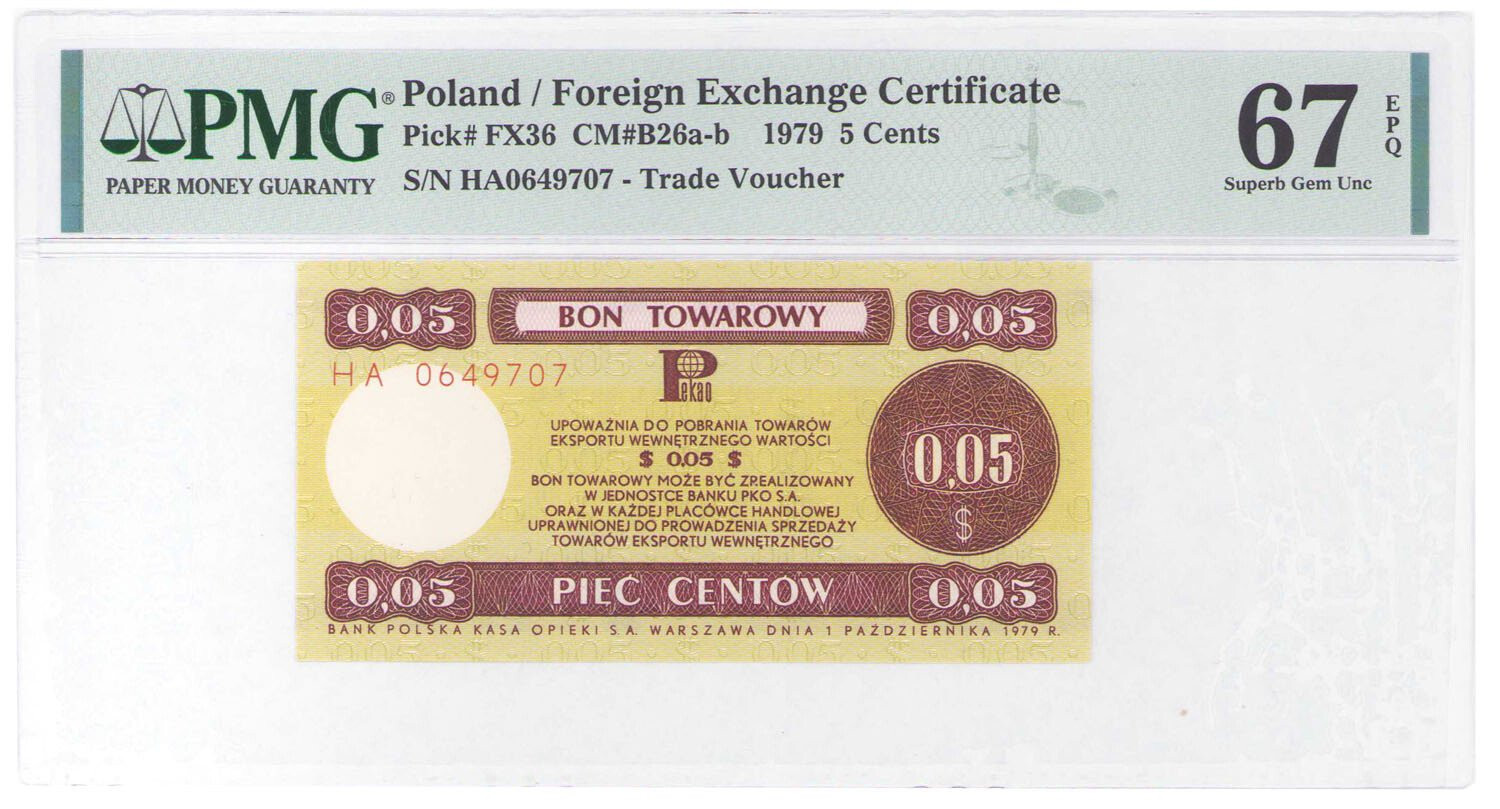 PMG®
PAPER MONEY GUARANTY
Poland / Foreign Exchange Certificate
Pick# FX36 CM#B26a-b 1979 5 Cents
S/N HA0649707 - Trade Voucher
67
EPQ
Superb Gem Unc
0,05 BON TOWAROWY 0,05
HA 0649707
Pekao
UPOWAŻNIA DO POBRANIA TOWARÓW
EKSPORTU WEWNĘTRZNEGO WARTOŚCI
$ 0,05 $
BON TOWAROWY MOŻE BYĆ ZREALIZOWANY
W JEDNOSTCE BANKU PKO S.A.
ORAZ W KAŻDEJ PLACÓWCE HANDLOWEJ
UPRAWNIONEJ DO PROWADZENIA SPRZEDAŻY
TOWARÓW EKSPORTU WEWNĘTRZNEGO
0,05
$
0,05 PIĘĆ CENTÓW 0,05
BANK POLSKA KASA OPIEKI S.A. WARSZAWA DNIA 1 PAŹDZIERNIKA 1979 R.